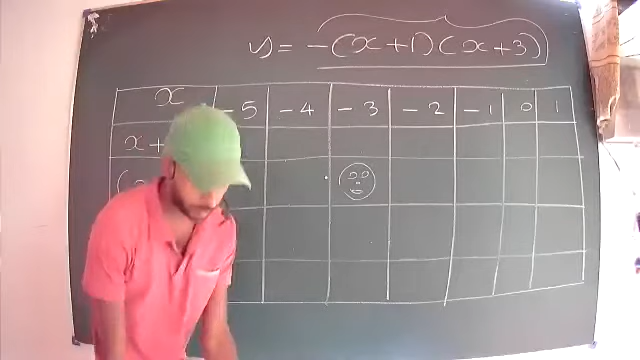 y = -(x+1)(x+3)
x -5 -4 -3 -2 -1 0 1
x+
(